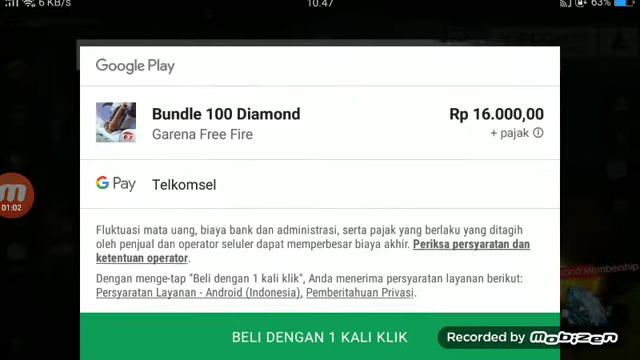 6 KB/s
10.47
63%
Google Play
Bundle 100 Diamond
Rp 16.000,00
Garena Free Fire
+ pajak
G Pay Telkomsel
01:02
Fluktuasi mata uang, biaya bank dan administrasi, serta pajak yang berlaku yang ditagih
oleh penjual dan operator seluler dapat memperbesar biaya akhir. Periksa persyaratan dan
ketentuan operator.
Dengan menge-tap "Beli dengan 1 kali klik", Anda menerima persyaratan layanan berikut:
Persyaratan Layanan - Android (Indonesia), Pemberitahuan Privasi.
Membership
BELI DENGAN 1 KALI KLIK
Recorded by Mobizen